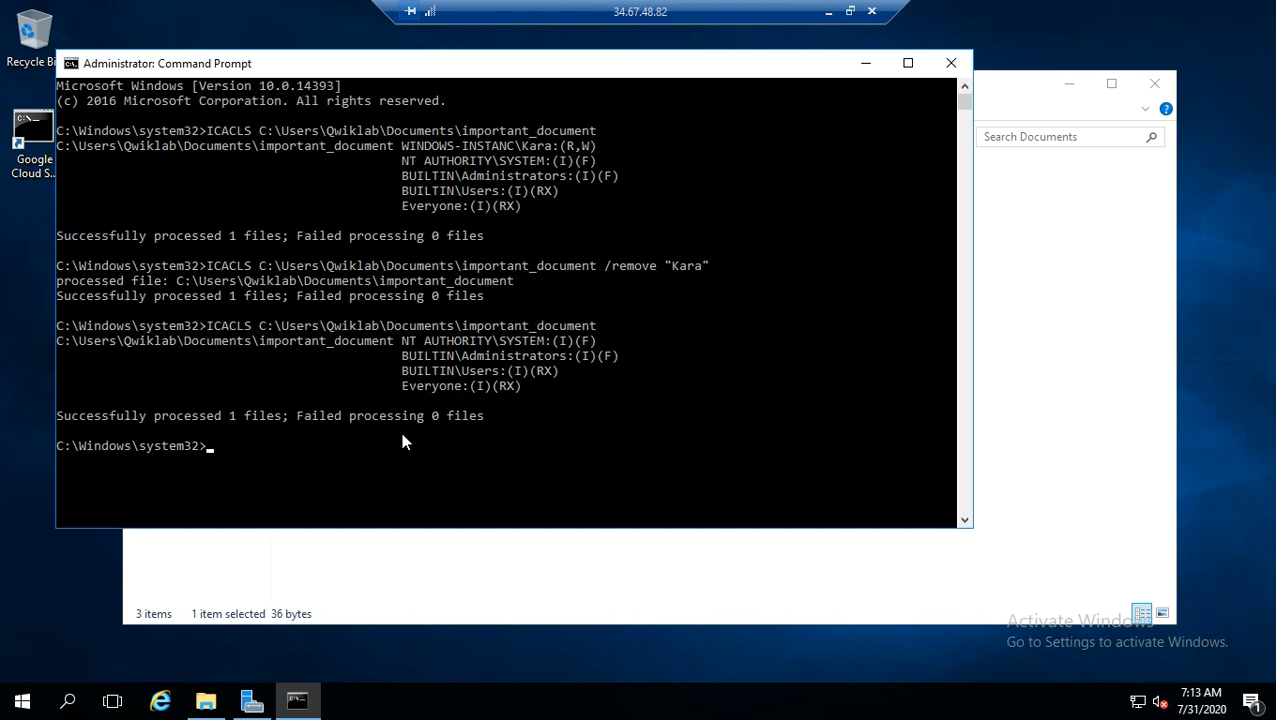 34.67.48.82
Recycle Bi
Administrator: Command Prompt
Microsoft Windows [Version 10.0.14393]
(c) 2016 Microsoft Corporation. All rights reserved.
C:\Windows\system32>ICACLS C:\Users\Qwiklab\Documents\important_document
C:\Users\Qwiklab\Documents\important_document WINDOWS-INSTANC\Kara:(R,W)
NT AUTHORITY\SYSTEM:(I)(F)
BUILTIN\Administrators:(I)(F)
BUILTIN\Users:(I)(RX)
Everyone:(I)(RX)
Successfully processed 1 files; Failed processing 0 files
C:\Windows\system32>ICACLS C:\Users\Qwiklab\Documents\important_document /remove "Kara"
processed file: C:\Users\Qwiklab\Documents\important_document
Successfully processed 1 files; Failed processing 0 files
C:\Windows\system32>ICACLS C:\Users\Qwiklab\Documents\important_document
C:\Users\Qwiklab\Documents\important_document NT AUTHORITY\SYSTEM:(I)(F)
BUILTIN\Administrators:(I)(F)
BUILTIN\Users:(I)(RX)
Everyone:(I)(RX)
Successfully processed 1 files; Failed processing 0 files
C:\Windows\system32>
Search Documents
Google
Cloud S...
3 items 1 item selected 36 bytes
Activate Windows
Go to Settings to activate Windows.
7:13 AM
7/31/2020
1